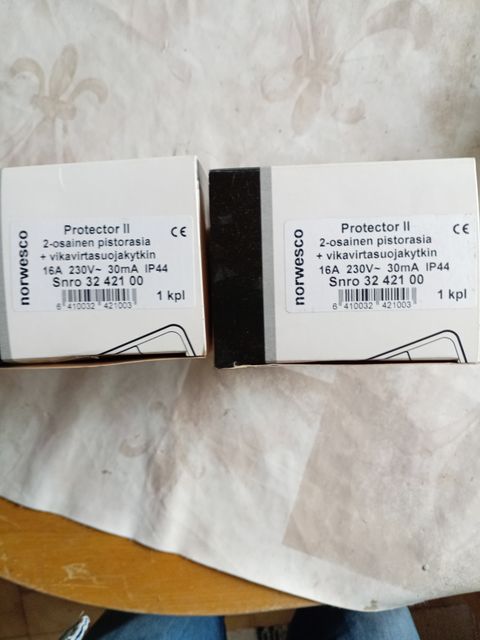 norwesco
Protector II
2-osainen pistorasia
+ vikavirtasuojakytkin
16A 230V~ 30mA IP44
Snro 32 421 00
6 410032 421003
1 kpl
CE
norwesco
Protector II
2-osainen pistorasia
+ vikavirtasuojakytkin
16A 230V~ 30mA IP44
Snro 32 421 00
6 410032 421003
1 kpl
CE